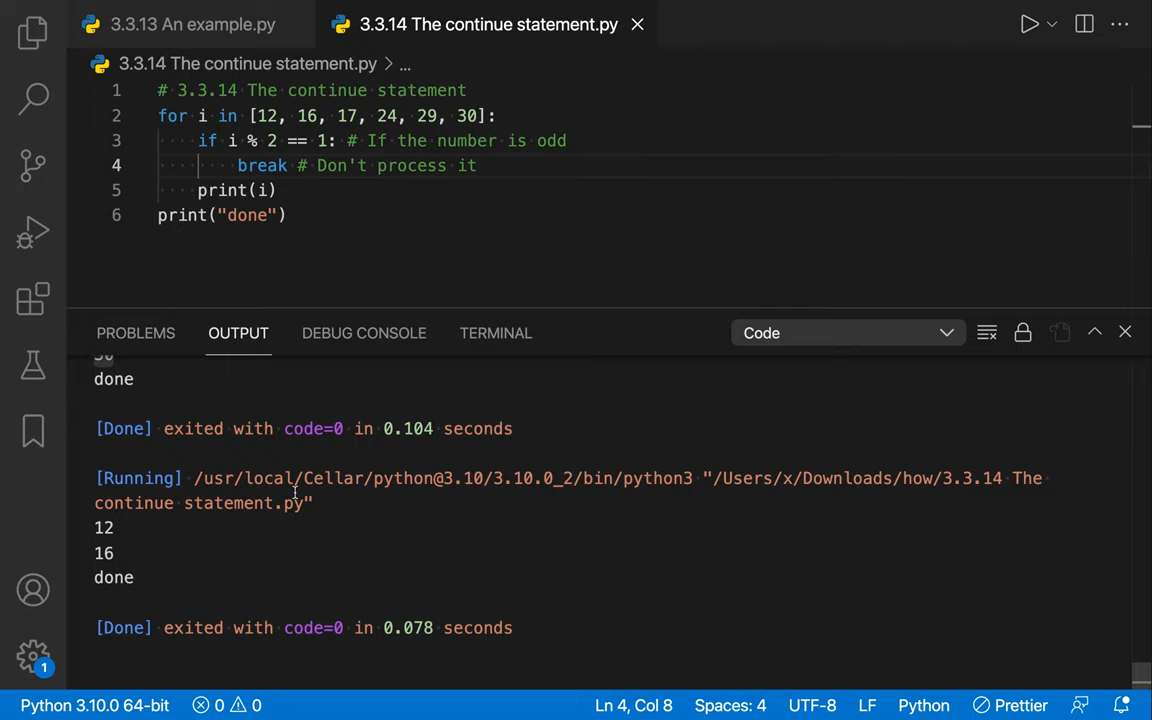 3.3.13 An example.py
3.3.14 The continue statement.py
3.3.14 The continue statement.py > ...
1 # 3.3.14 The continue statement
2 for i in [12, 16, 17, 24, 29, 30]:
3 if i % 2 == 1: # If the number is odd
4 break # Don't process it
5 print(i)
6 print("done")
PROBLEMS OUTPUT DEBUG CONSOLE TERMINAL Code
30
done
[Done] exited with code=0 in 0.104 seconds
[Running] /usr/local/Cellar/python@3.10/3.10.0_2/bin/python3 "/Users/x/Downloads/how/3.3.14 The
continue statement.py"
12
16
done
[Done] exited with code=0 in 0.078 seconds
1
Python 3.10.0 64-bit 0 0 Ln 4, Col 8 Spaces: 4 UTF-8 LF Python Prettier